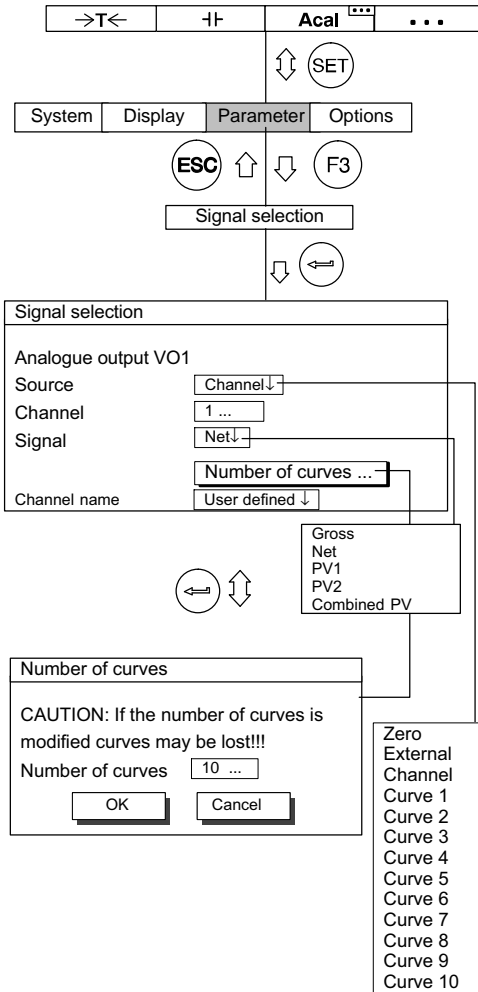 →T← ⊣⊢ Acal ... ...
SET
System Display Parameter Options
ESC F3
Signal selection
Signal selection
Analogue output VO1
Source Channel↓
Channel 1 ...
Signal Net↓
Number of curves ...
Channel name User defined ↓
Gross
Net
PV1
PV2
Combined PV
Number of curves
CAUTION: If the number of curves is
modified curves may be lost!!!
Number of curves 10 ...
OK Cancel
Zero
External
Channel
Curve 1
Curve 2
Curve 3
Curve 4
Curve 5
Curve 6
Curve 7
Curve 8
Curve 9
Curve 10